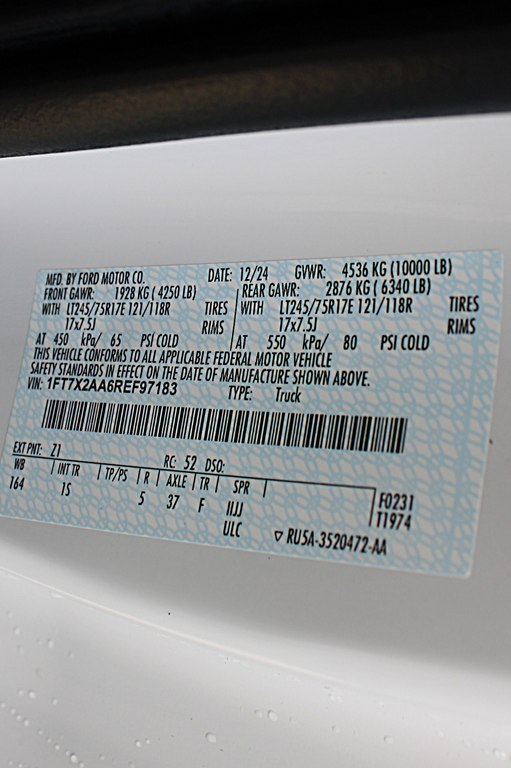 MFD. BY FORD MOTOR CO. DATE: 12/24 GVWR: 4536 KG (10000 LB)
FRONT GAWR: 1928 KG (4250 LB) REAR GAWR: 2876 KG (6340 LB)
WITH LT245/75R17E 121/118R TIRES WITH LT245/75R17E 121/118R TIRES
17x7.5J RIMS 17x7.5J RIMS
AT 450 kPa/ 65 PSI COLD AT 550 kPa/ 80 PSI COLD
THIS VEHICLE CONFORMS TO ALL APPLICABLE FEDERAL MOTOR VEHICLE
SAFETY STANDARDS IN EFFECT ON THE DATE OF MANUFACTURE SHOWN ABOVE.
VIN: 1FT7X2AA6REF97183 TYPE: Truck
EXT PNT: Z1 RC: 52 DSO:
WB INT TR TP/PS R AXLE TR SPR F0231
164 1S 5 37 F IIJJ T1974
ULC RU5A-3520472-AA